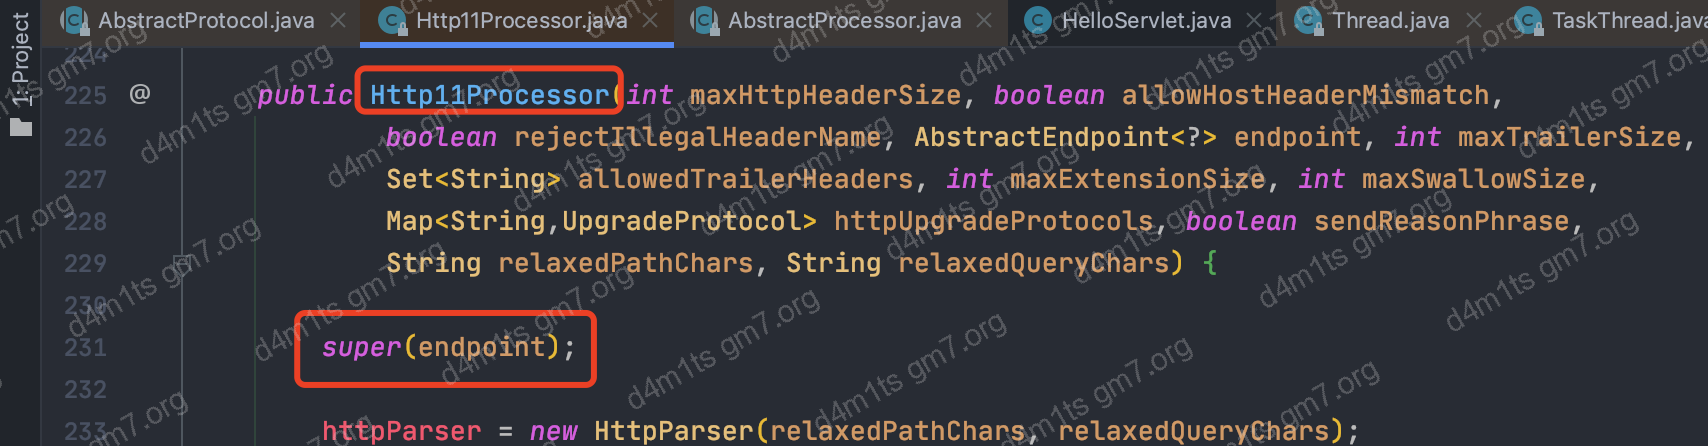 AbstractProtocol.java Http11Processor.java AbstractProcessor.java HelloServlet.java Thread.java TaskThread.java
1: Project
224
225 @ public Http11Processor(int maxHttpHeaderSize, boolean allowHostHeaderMismatch,
226 boolean rejectIllegalHeaderName, AbstractEndpoint<?> endpoint, int maxTrailerSize,
227 Set<String> allowedTrailerHeaders, int maxExtensionSize, int maxSwallowSize,
228 Map<String,UpgradeProtocol> httpUpgradeProtocols, boolean sendReasonPhrase,
229 String relaxedPathChars, String relaxedQueryChars) {
230
231 super(endpoint);
232
233 httpParser = new HttpParser(relaxedPathChars, relaxedQueryChars);
d4m1ts gm7.org